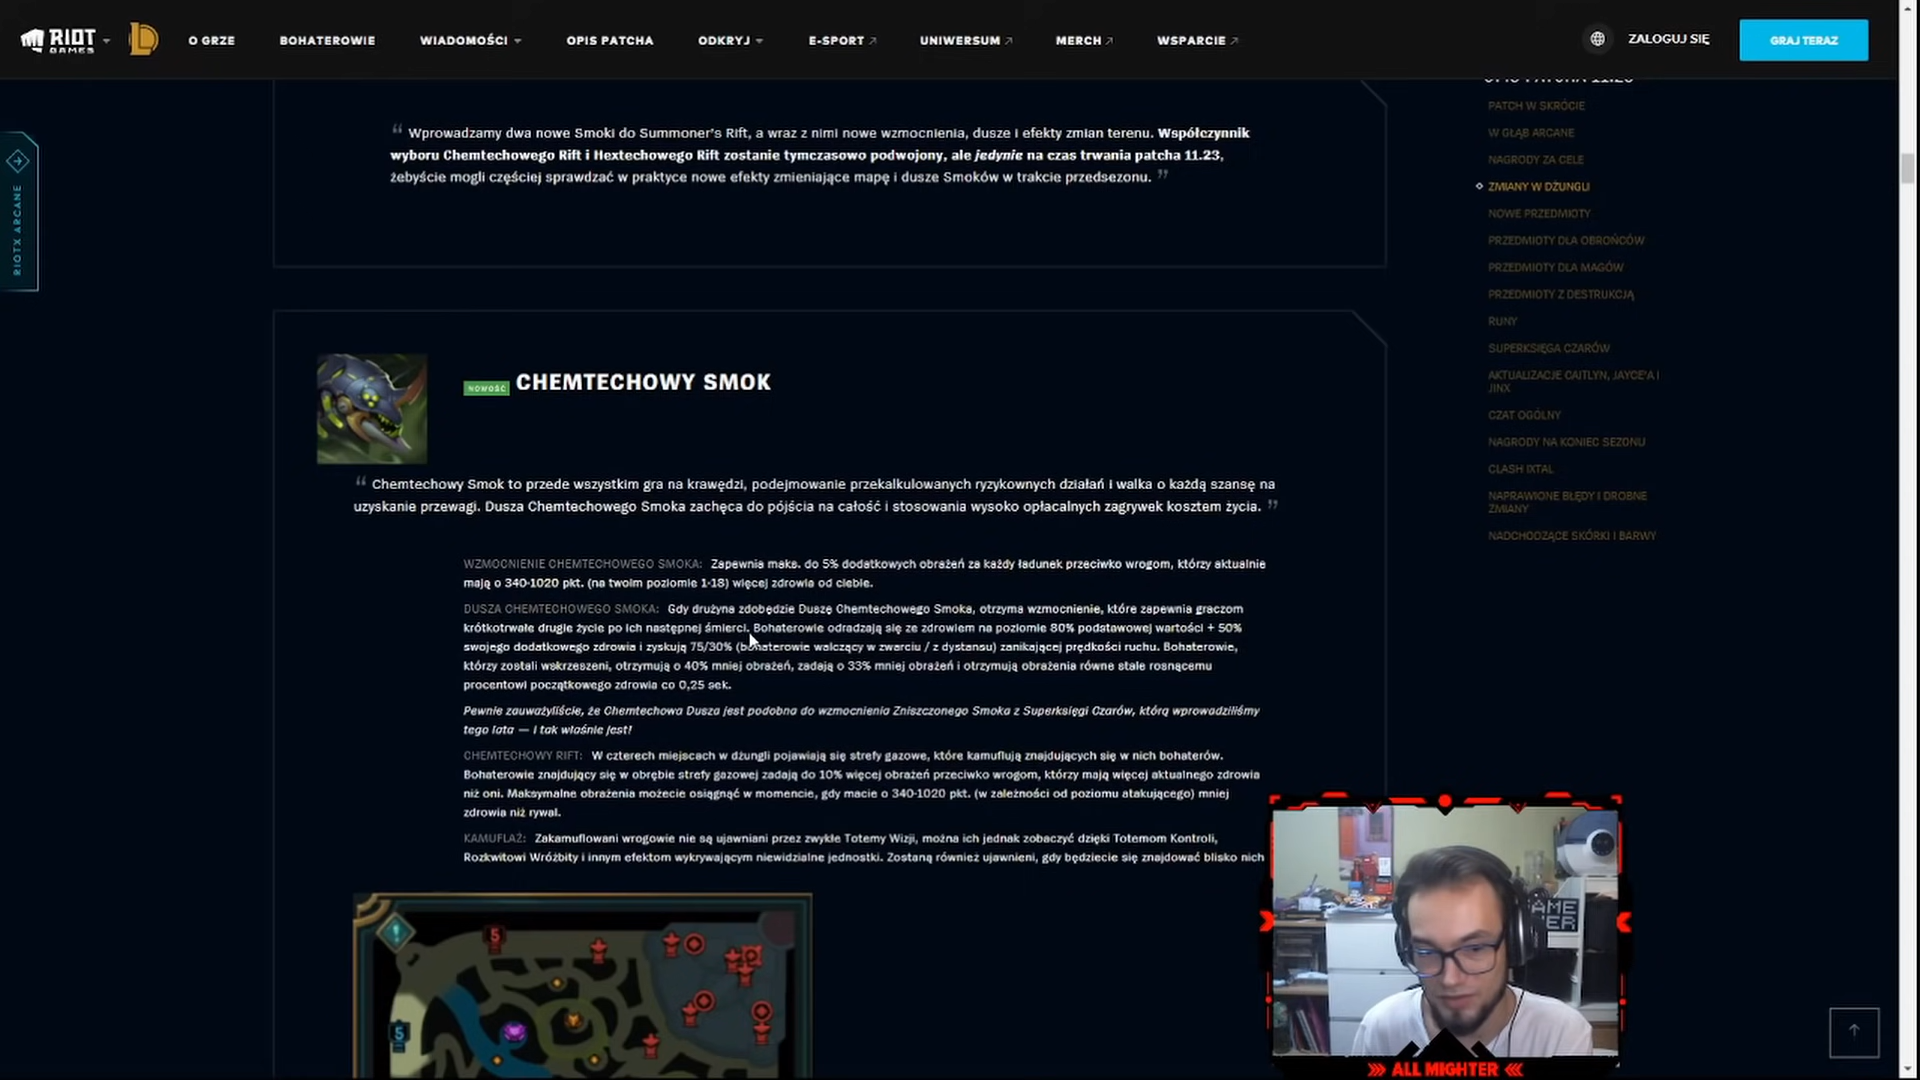 RIOT GAMES
O GRZE
BOHATEROWIE
WIADOMOŚCI
OPIS PATCHA
ODKRYJ
E-SPORT
UNIWERSUM
MERCH
WSPARCIE
ZALOGUJ SIĘ
GRAJ TERAZ
RIOTX ARCANE
“ Wprowadzamy dwa nowe Smoki do Summoner's Rift, a wraz z nimi nowe wzmocnienia, dusze i efekty zmian terenu. Współczynnik
wyboru Chemtechowego Rift i Hextechowego Rift zostanie tymczasowo podwojony, ale jedynie na czas trwania patcha 11.23,
żebyście mogli częściej sprawdzać w praktyce nowe efekty zmieniające mapę i dusze Smoków w trakcie przedsezonu. ”
NOWOŚĆ CHEMTECHOWY SMOK
“ Chemtechowy Smok to przede wszystkim gra na krawędzi, podejmowanie przekalkulowanych ryzykownych działań i walka o każdą szansę na
uzyskanie przewagi. Dusza Chemtechowego Smoka zachęca do pójścia na całość i stosowania wysoko opłacalnych zagrywek kosztem życia. ”
WZMOCNIENIE CHEMTECHOWEGO SMOKA: Zapewnia maks. do 5% dodatkowych obrażeń za każdy ładunek przeciwko wrogom, którzy aktualnie
mają o 340-1020 pkt. (na twoim poziomie 1-18) więcej zdrowia od ciebie.
DUSZA CHEMTECHOWEGO SMOKA: Gdy drużyna zdobędzie Duszę Chemtechowego Smoka, otrzyma wzmocnienie, które zapewnia graczom
krótkotrwałe drugie życie po ich następnej śmierci. Bohaterowie odradzają się ze zdrowiem na poziomie 80% podstawowej wartości + 50%
swojego dodatkowego zdrowia i zyskują 75/30% (bohaterowie walczący w zwarciu / z dystansu) zanikającej prędkości ruchu. Bohaterowie,
którzy zostali wskrzeszeni, otrzymują o 40% mniej obrażeń, zadają o 33% mniej obrażeń i otrzymują obrażenia równe stale rosnącemu
procentowi początkowego zdrowia co 0,25 sek.
Pewnie zauważyliście, że Chemtechowa Dusza jest podobna do wzmocnienia Zniszczonego Smoka z Superksięgi Czarów, którą wprowadziliśmy
tego lata — i tak właśnie jest!
CHEMTECHOWY RIFT: W czterech miejscach w dżungli pojawiają się strefy gazowe, które kamuflują znajdujących się w nich bohaterów.
Bohaterowie znajdujący się w obrębie strefy gazowej zadają do 10% więcej obrażeń przeciwko wrogom, którzy mają więcej aktualnego zdrowia
niż oni. Maksymalne obrażenia możecie osiągnąć w momencie, gdy macie o 340-1020 pkt. (w zależności od poziomu atakującego) mniej
zdrowia niż rywal.
KAMUFLAŻ: Zakamuflowani wrogowie nie są ujawniani przez zwykłe Totemy Wizji, można ich jednak zobaczyć dzięki Totemom Kontroli,
Rozkwitowi Wróżbity i innym efektom wykrywającym niewidzialne jednostki. Zostaną również ujawnieni, gdy będziecie się znajdować blisko nich
5
5
PATCH W SKRÓCIE
W GŁĄB ARCANE
NAGRODY ZA CELE
ZMIANY W DŻUNGLI
NOWE PRZEDMIOTY
PRZEDMIOTY DLA OBROŃCÓW
PRZEDMIOTY DLA MAGÓW
PRZEDMIOTY Z DESTRUKCJĄ
RUNY
SUPERKSIĘGA CZARÓW
AKTUALIZACJE CAITLYN, JAYCE'A I
JINX
CZAT OGÓLNY
NAGRODY NA KONIEC SEZONU
CLASH IXTAL
NAPRAWIONE BŁĘDY I DROBNE
ZMIANY
NADCHODZĄCE SKÓRKI I BARWY
ALL MIGHTER